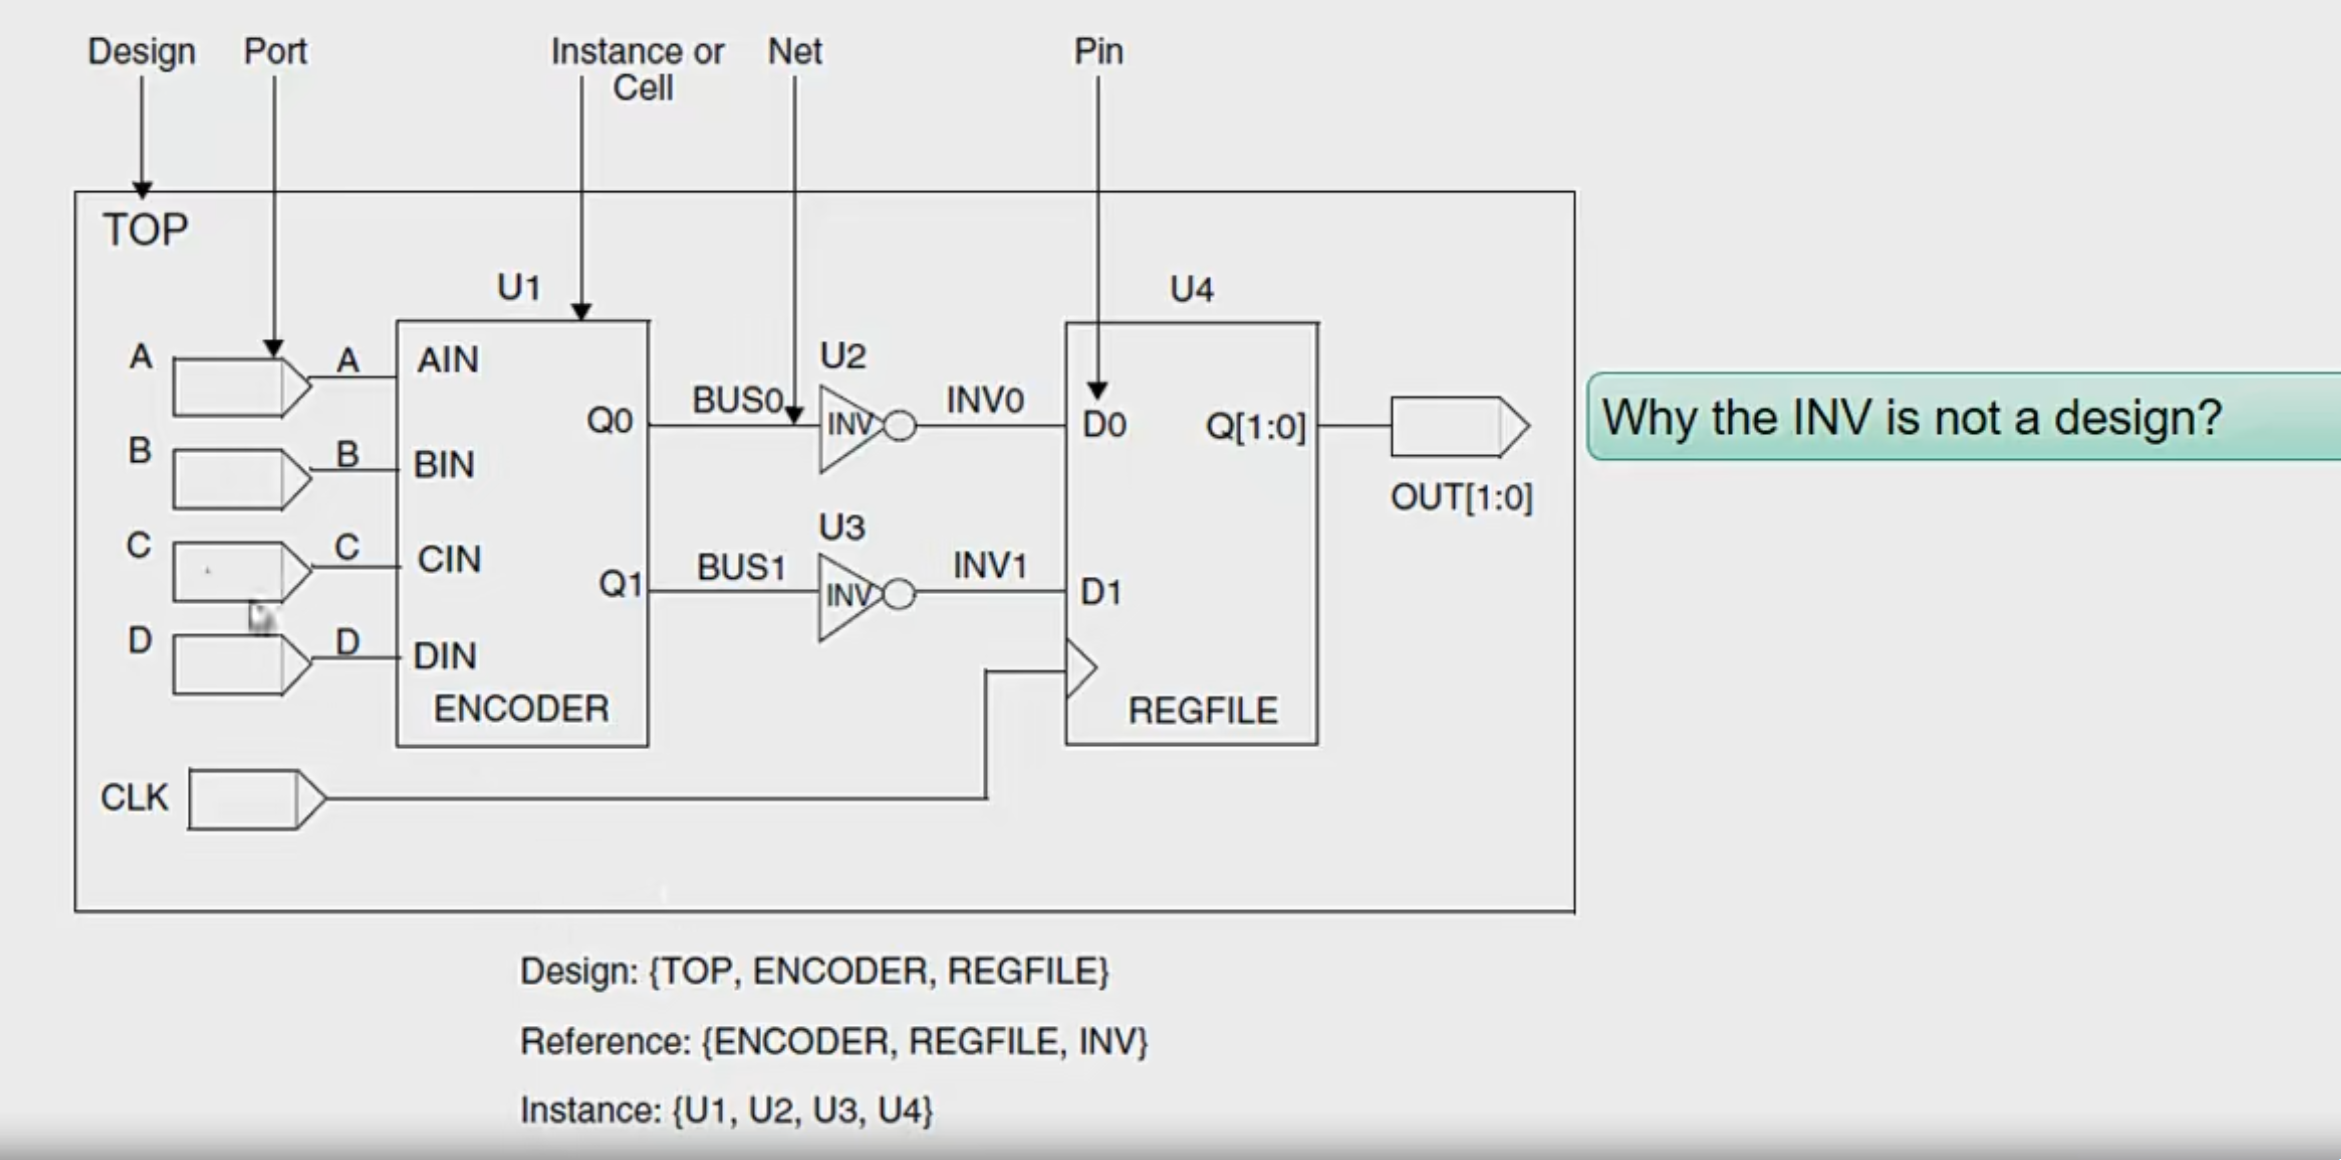 Design
Port
Instance or
Cell
Net
Pin
TOP
U1
U4
A
A
AIN
U2
BUS0
INV0
Q0
INV
D0
Q[1:0]
Why the INV is not a design?
B
B
BIN
OUT[1:0]
C
C
CIN
U3
BUS1
INV1
Q1
INV
D1
D
D
DIN
ENCODER
REGFILE
CLK
Design: {TOP, ENCODER, REGFILE}
Reference: {ENCODER, REGFILE, INV}
Instance: {U1, U2, U3, U4}